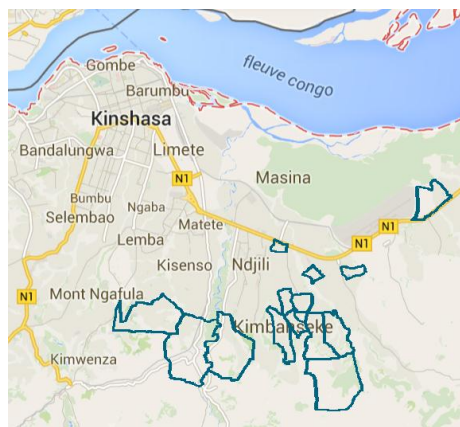 Gombe
fleuve congo
Barumbu
Kinshasa
Bandalungwa
Limete
Masina
N1
Bumbu
Ngaba
Selembao
Matete
Lemba
N1
N1
Kisenso
Ndjili
N1
Mont Ngafula
Kimbanseke
Kimwenza